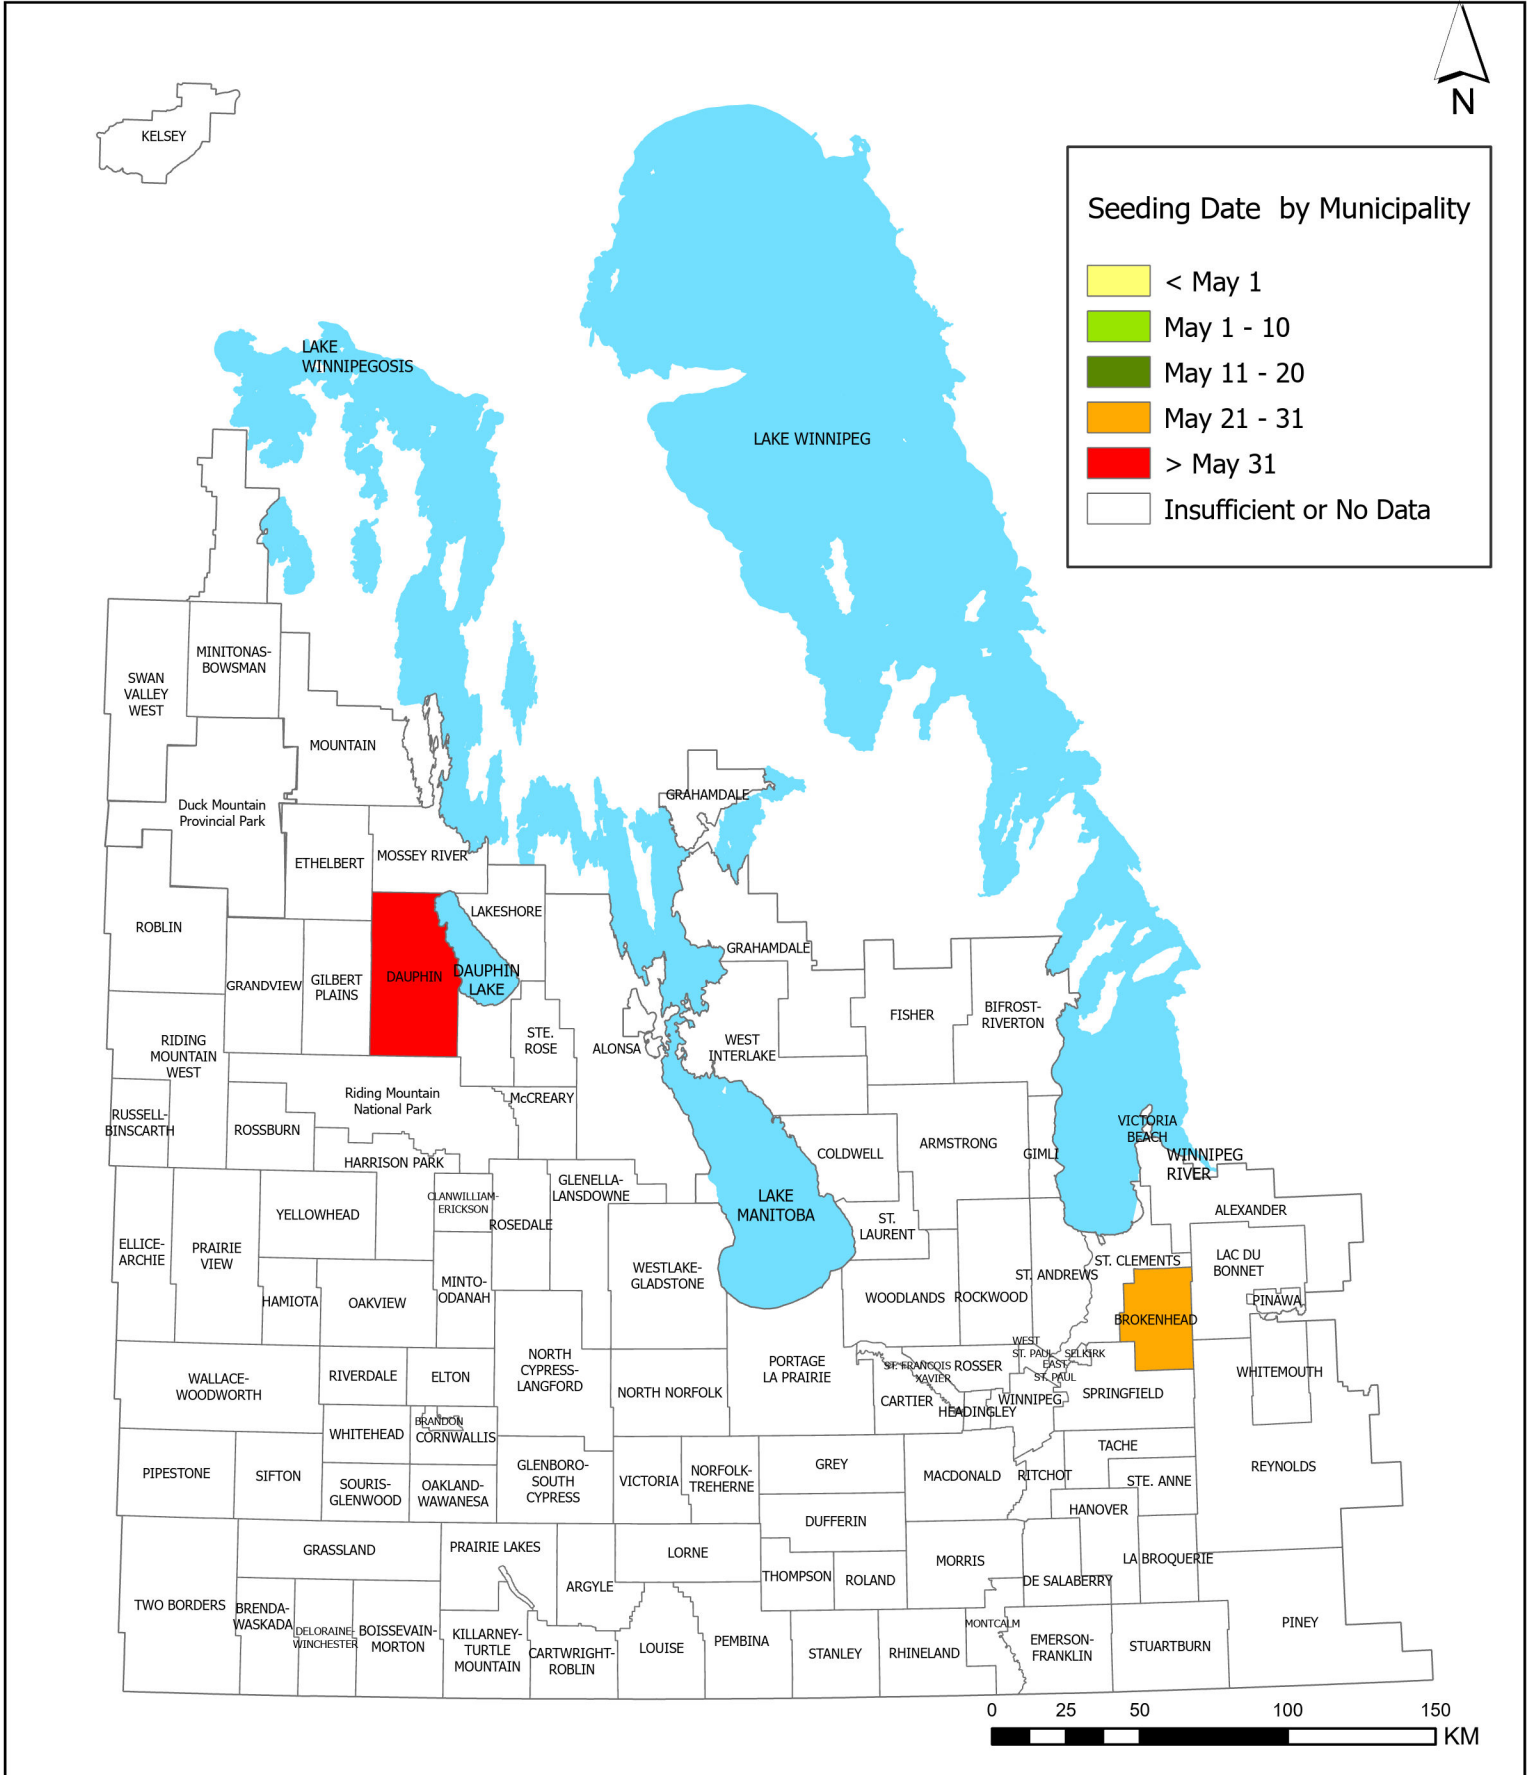 N
KELSEY
Seeding Date by Municipality
< May 1
May 1 - 10
May 11 - 20
May 21 - 31
> May 31
Insufficient or No Data
LAKE
WINNIPEGOSIS
LAKE WINNIPEG
MINITONAS-
BOWSMAN
SWAN
VALLEY
WEST
MOUNTAIN
Duck Mountain
Provincial Park
GRAHAMDALE
ETHELBERT
MOSSEY RIVER
ROBLIN
LAKESHORE
GRAHAMDALE
GRANDVIEW
GILBERT
PLAINS
DAUPHIN
DAUPHIN
LAKE
FISHER
BIFROST-
RIVERTON
RIDING
MOUNTAIN
WEST
STE.
ROSE
ALONSA
WEST
INTERLAKE
Riding Mountain
National Park
McCREARY
RUSSELL-
BINSCARTH
ROSSBURN
VICTORIA
BEACH
ARMSTRONG
COLDWELL
GIMLI
WINNIPEG
RIVER
HARRISON PARK
GLENELLA-
LANSDOWNE
CLANWILLIAM-
ERICKSON
ROSEDALE
LAKE
MANITOBA
YELLOWHEAD
ST.
LAURENT
ALEXANDER
ELLICE-
ARCHIE
PRAIRIE
VIEW
ST. CLEMENTS
LAC DU
BONNET
WESTLAKE-
GLADSTONE
ST. ANDREWS
MINTO-
ODANAH
HAMIOTA
OAKVIEW
WOODLANDS
ROCKWOOD
PINAWA
BROKENHEAD
NORTH
CYPRESS-
LANGFORD
PORTAGE
LA PRAIRIE
WEST
ST. PAUL
SELKIRK
ST. FRANCOIS
XAVIER
ROSSER
EAST
ST. PAUL
WHITEMOUTH
WALLACE-
WOODWORTH
RIVERDALE
ELTON
NORTH NORFOLK
CARTIER
HEADINGLEY
WINNIPEG
SPRINGFIELD
BRANDON
WHITEHEAD
CORNWALLIS
TACHE
PIPESTONE
SIFTON
SOURIS-
GLENWOOD
OAKLAND-
WAWANESA
GLENBORO-
SOUTH
CYPRESS
VICTORIA
NORFOLK-
TREHERNE
GREY
MACDONALD
RITCHOT
STE. ANNE
REYNOLDS
HANOVER
DUFFERIN
GRASSLAND
PRAIRIE LAKES
LORNE
MORRIS
LA BROQUERIE
ARGYLE
THOMPSON
ROLAND
DE SALABERRY
TWO BORDERS
BRENDA-
WASKADA
DELORAINE-
WINCHESTER
BOISSEVAIN-
MORTON
KILLARNEY-
TURTLE
MOUNTAIN
CARTWRIGHT-
ROBLIN
LOUISE
PEMBINA
STANLEY
RHINELAND
MONTCALM
EMERSON-
FRANKLIN
STUARTBURN
PINEY
0 25 50 100 150
KM